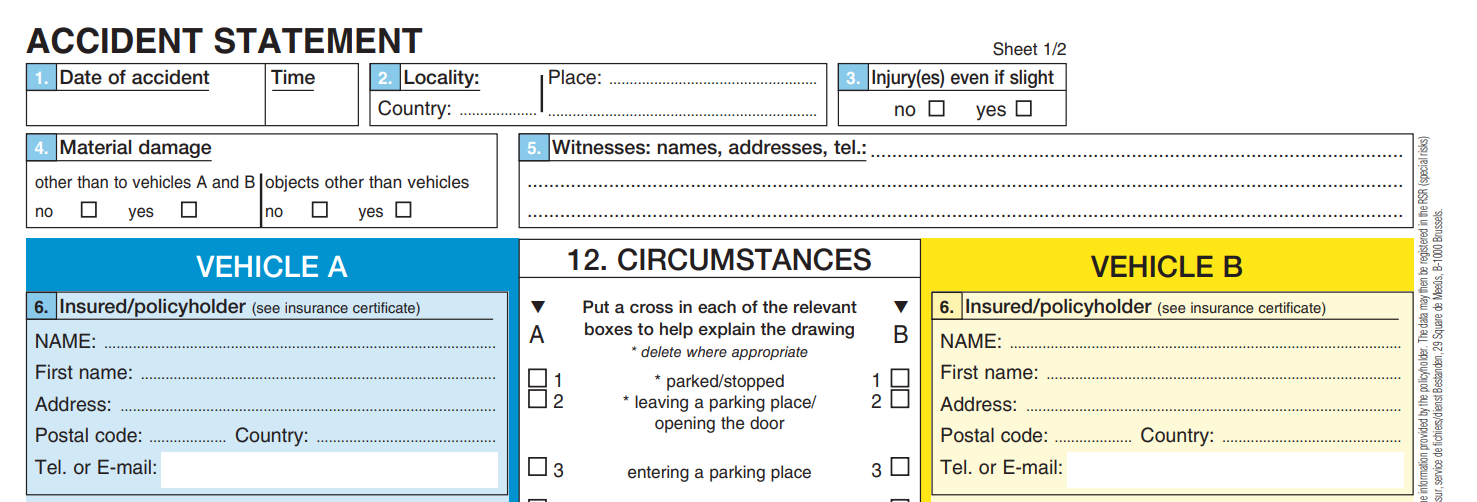 ACCIDENT STATEMENT
Sheet 1/2
1. Date of accident
Time
2. Locality:
Place: ..............................
Country: ..................
..............................
3. Injury(es) even if slight
no yes
4. Material damage
other than to vehicles A and B
no yes
objects other than vehicles
no yes
5. Witnesses: names, addresses, tel.: ..............................
..............................
..............................
VEHICLE A
6. Insured/policyholder (see insurance certificate)
NAME: ..............................
First name: ..............................
Address: ..............................
Postal code: .................. Country: ..............................
Tel. or E-mail:
12. CIRCUMSTANCES
▼ Put a cross in each of the relevant ▼
A boxes to help explain the drawing B
* delete where appropriate
1 * parked/stopped 1
2 * leaving a parking place/ 2
opening the door
3 entering a parking place 3
VEHICLE B
6. Insured/policyholder (see insurance certificate)
NAME: ..............................
First name: ..............................
Address: ..............................
Postal code: .................. Country: ..............................
Tel. or E-mail:
information provided by the policyholder. The data may then be registered in the RSR (special risks)
service de fichiers/dienst Bestanden, 29 Square de Meeûs, B-1000 Brussels.